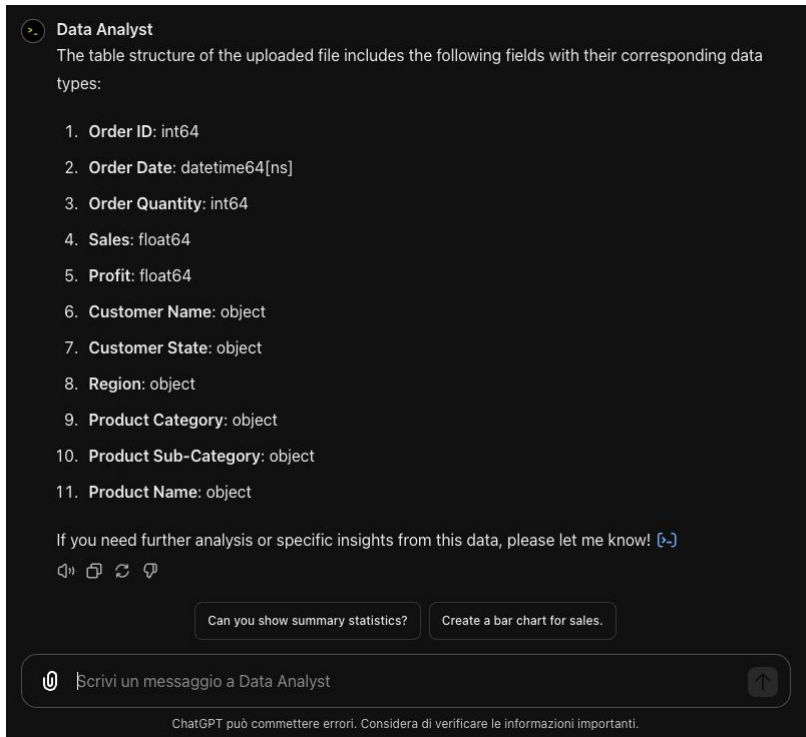 Data Analyst
The table structure of the uploaded file includes the following fields with their corresponding data
types:
1. Order ID: int64
2. Order Date: datetime64[ns]
3. Order Quantity: int64
4. Sales: float64
5. Profit: float64
6. Customer Name: object
7. Customer State: object
8. Region: object
9. Product Category: object
10. Product Sub-Category: object
11. Product Name: object
If you need further analysis or specific insights from this data, please let me know! [>-]
Can you show summary statistics?
Create a bar chart for sales.
Scrivi un messaggio a Data Analyst
ChatGPT può commettere errori. Considera di verificare le informazioni importanti.